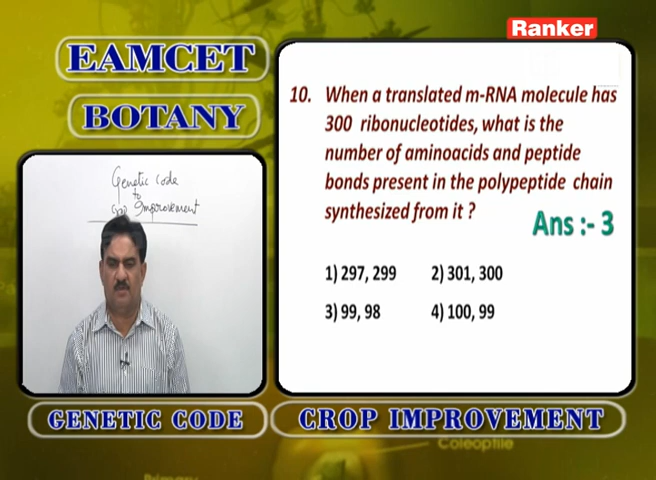 Ranker
EAMCET
BOTANY
10. When a translated m-RNA molecule has
300 ribonucleotides, what is the
number of aminoacids and peptide
bonds present in the polypeptide chain
synthesized from it ?
Ans :- 3
1) 297, 299 2) 301, 300
3) 99, 98 4) 100, 99
Genetic code
to
Improvement
GENETIC CODE
CROP IMPROVEMENT
Coleoptile
Primary